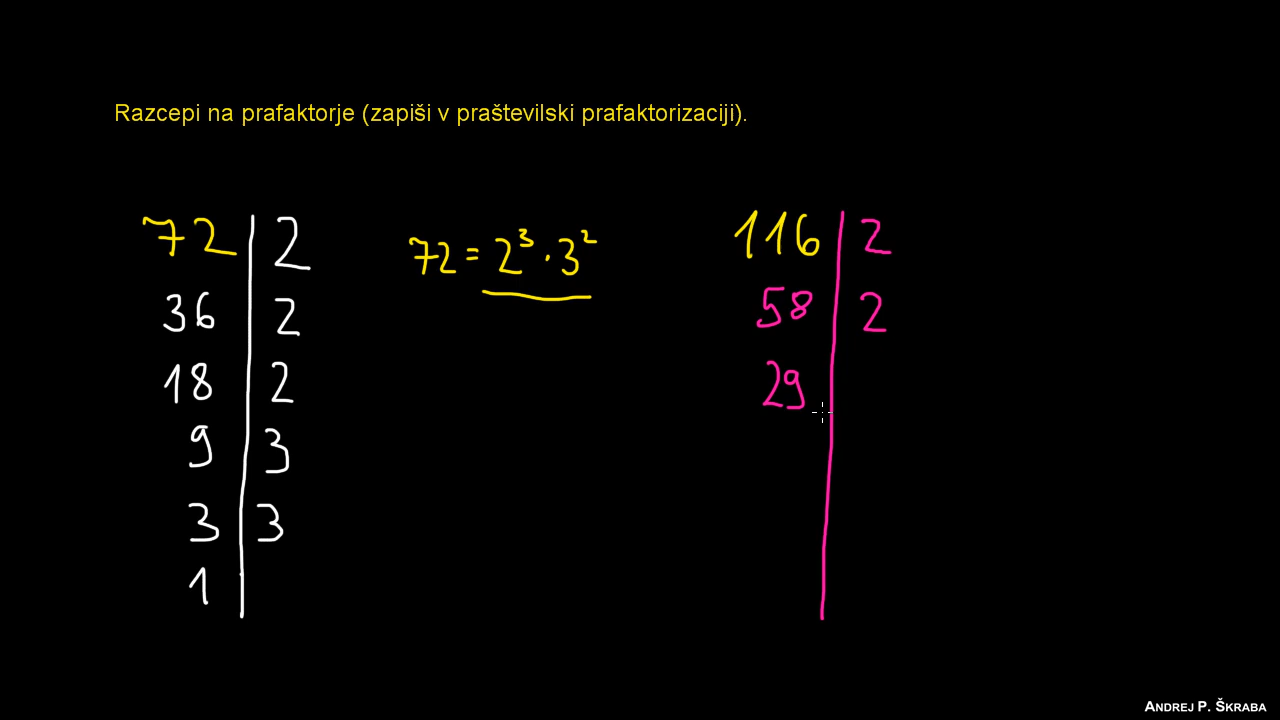 Razcepi na prafaktorje (zapiši v praštevilski prafaktorizaciji).
72 | 2
36 | 2
18 | 2
9 | 3
3 | 3
1 |
72 = 2³ · 3²
116 | 2
58 | 2
29 |
ANDREJ P. ŠKRABA